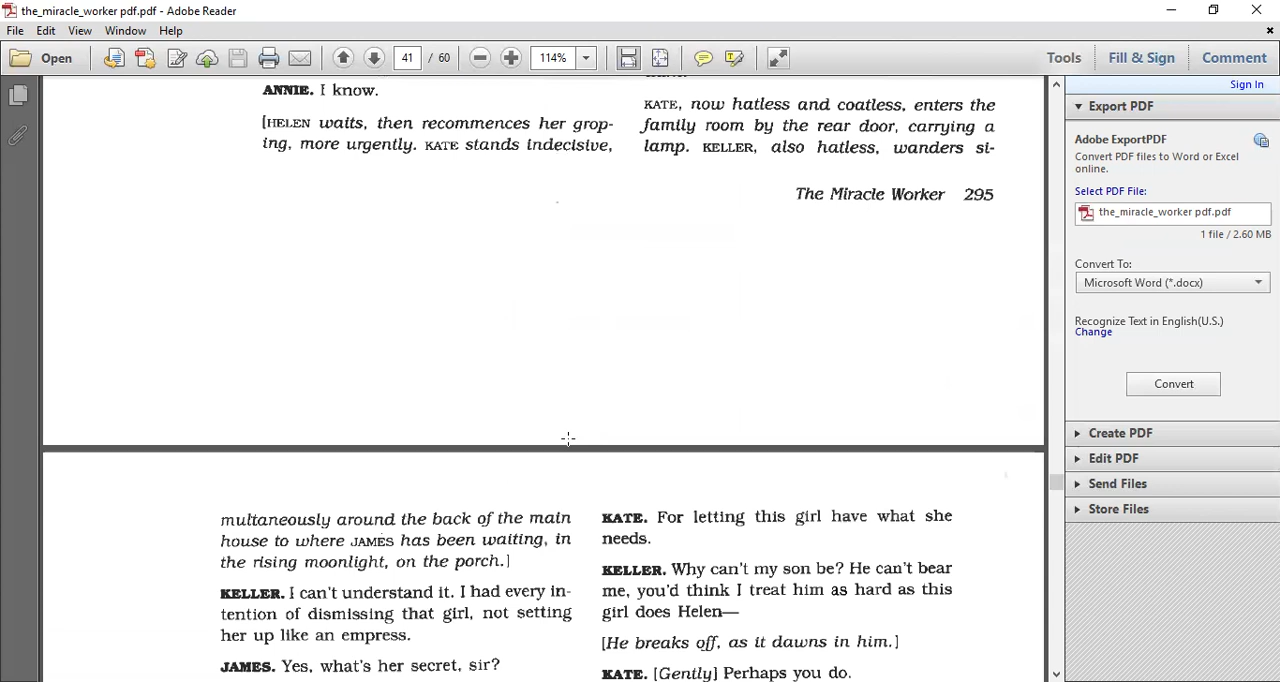 the_miracle_worker pdf.pdf - Adobe Reader
File Edit View Window Help
Open 41 / 60 114% Tools Fill & Sign Comment
Sign In
ANNIE. I know.
[HELEN waits, then recommences her grop-
ing, more urgently. KATE stands indecisive,
KATE, now hatless and coatless, enters the
family room by the rear door, carrying a
lamp. KELLER, also hatless, wanders si-
The Miracle Worker 295
multaneously around the back of the main
house to where JAMES has been waiting, in
the rising moonlight, on the porch.]
KELLER. I can't understand it. I had every in-
tention of dismissing that girl, not setting
her up like an empress.
JAMES. Yes, what's her secret, sir?
KATE. For letting this girl have what she
needs.
KELLER. Why can't my son be? He can't bear
me, you'd think I treat him as hard as this
girl does Helen—
[He breaks off, as it dawns in him.]
KATE. [Gently] Perhaps you do.
Export PDF
Adobe ExportPDF
Convert PDF files to Word or Excel
online.
Select PDF File:
the_miracle_worker pdf.pdf
1 file / 2.60 MB
Convert To:
Microsoft Word (*.docx)
Recognize Text in English(U.S.)
Change
Convert
Create PDF
Edit PDF
Send Files
Store Files